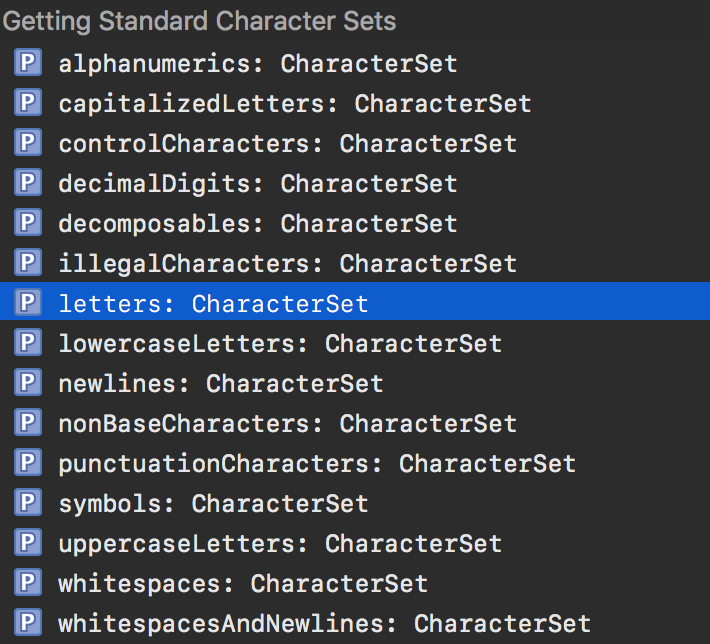 Getting Standard Character Sets
P alphanumerics: CharacterSet
P capitalizedLetters: CharacterSet
P controlCharacters: CharacterSet
P decimalDigits: CharacterSet
P decomposables: CharacterSet
P illegalCharacters: CharacterSet
P letters: CharacterSet
P lowercaseLetters: CharacterSet
P newlines: CharacterSet
P nonBaseCharacters: CharacterSet
P punctuationCharacters: CharacterSet
P symbols: CharacterSet
P uppercaseLetters: CharacterSet
P whitespaces: CharacterSet
P whitespacesAndNewlines: CharacterSet